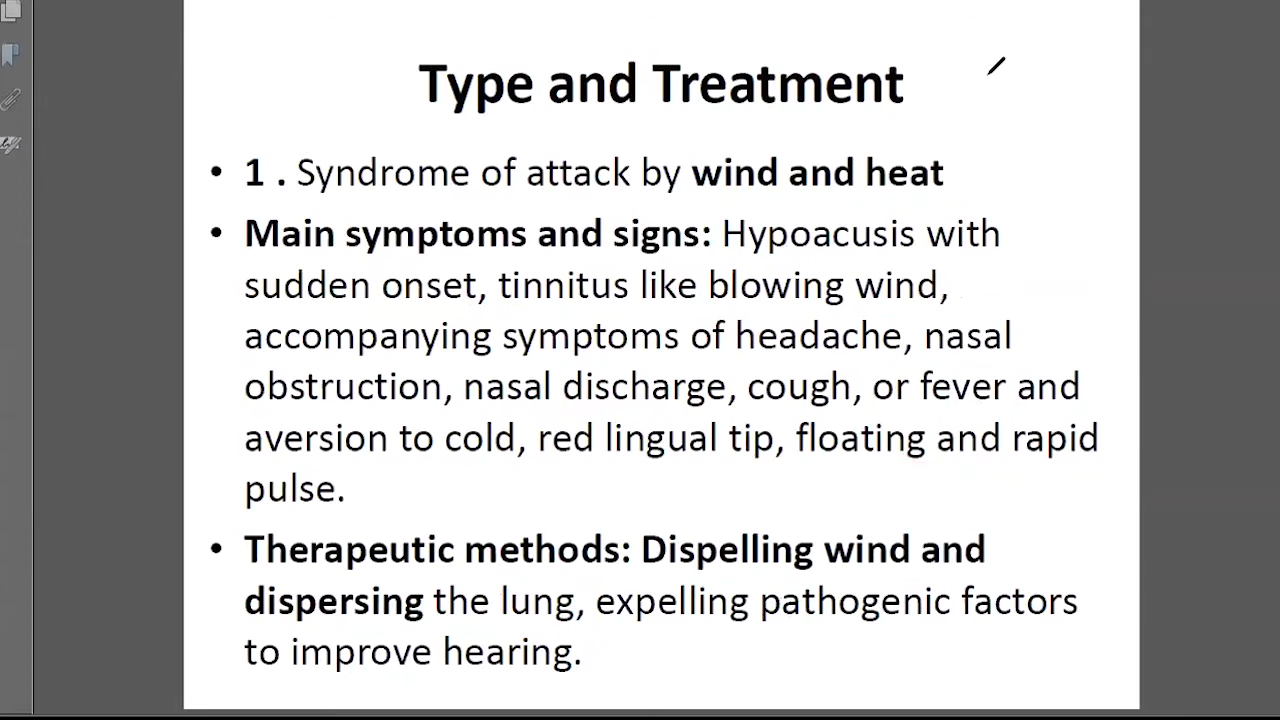 Type and Treatment
• 1 . Syndrome of attack by wind and heat
• Main symptoms and signs: Hypoacusis with
sudden onset, tinnitus like blowing wind,
accompanying symptoms of headache, nasal
obstruction, nasal discharge, cough, or fever and
aversion to cold, red lingual tip, floating and rapid
pulse.
• Therapeutic methods: Dispelling wind and
dispersing the lung, expelling pathogenic factors
to improve hearing.